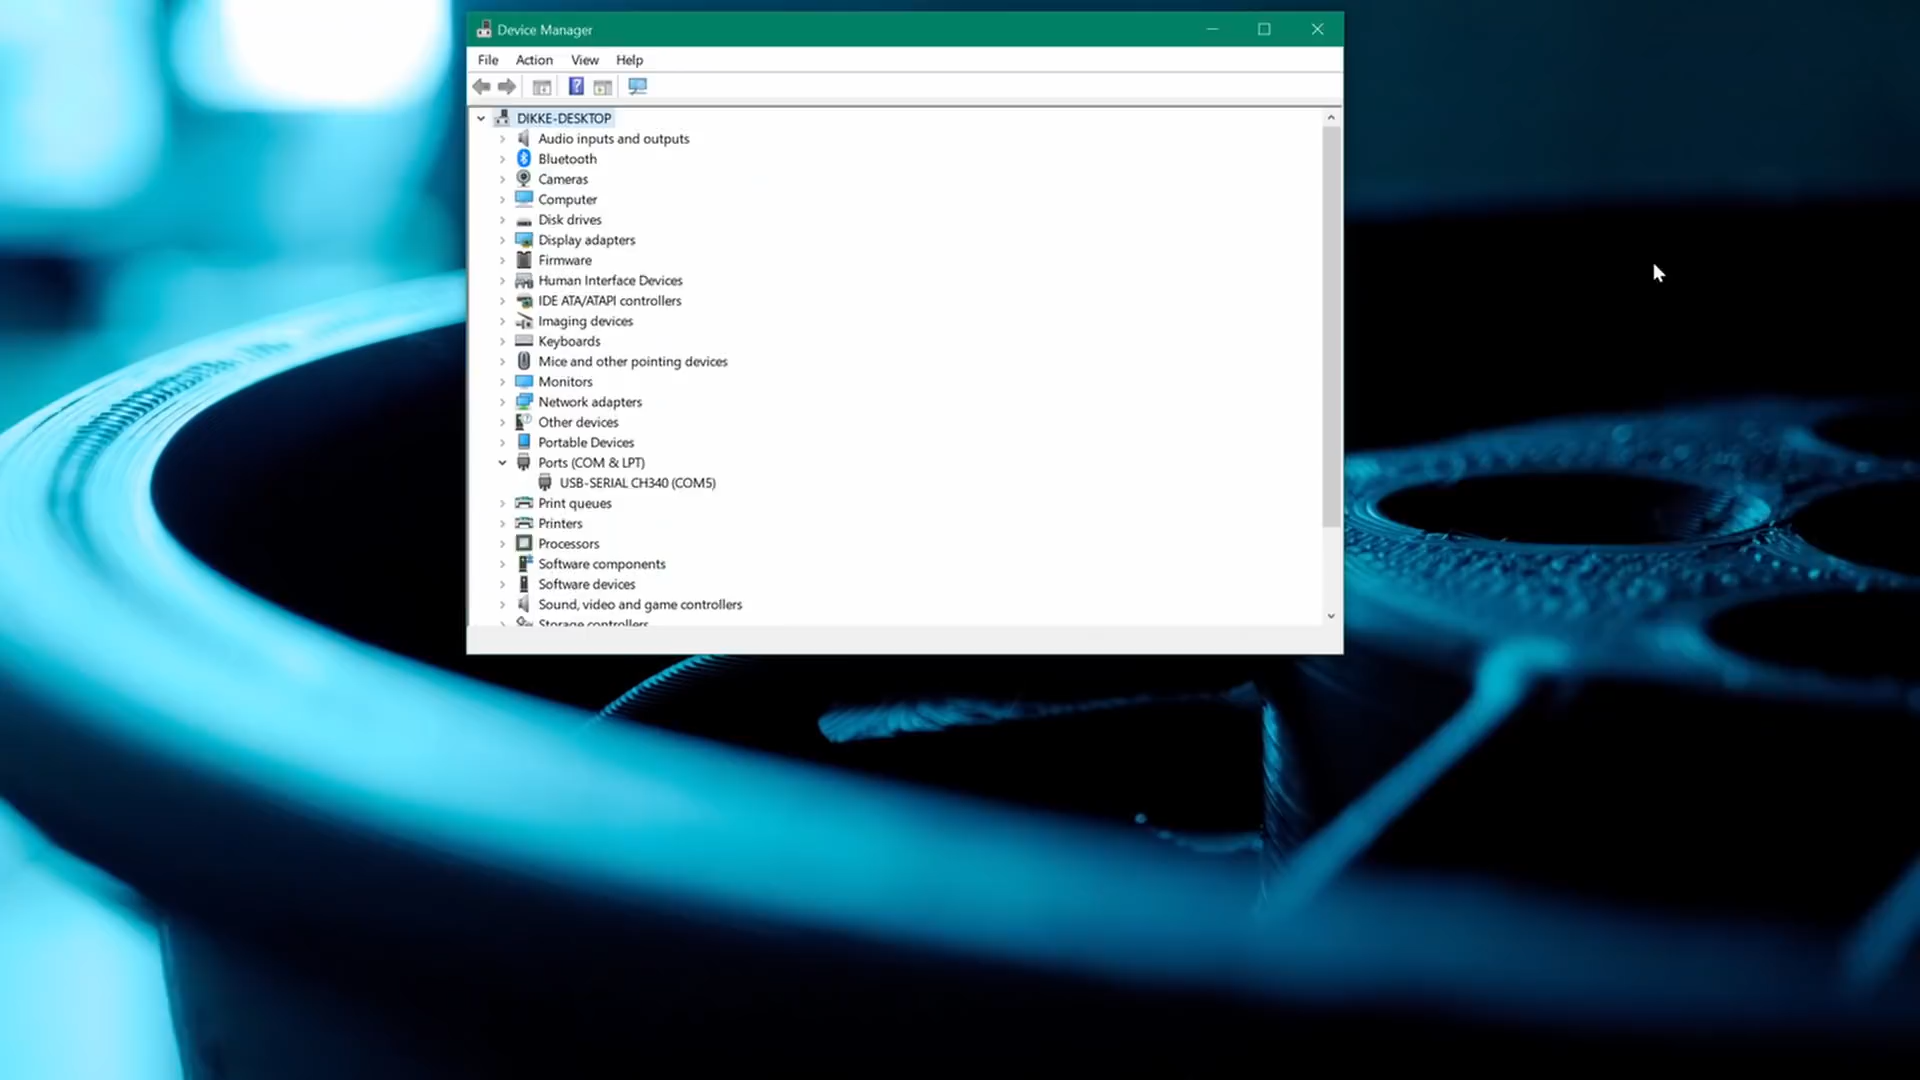 Device Manager
File Action View Help
DIKKE-DESKTOP
Audio inputs and outputs
Bluetooth
Cameras
Computer
Disk drives
Display adapters
Firmware
Human Interface Devices
IDE ATA/ATAPI controllers
Imaging devices
Keyboards
Mice and other pointing devices
Monitors
Network adapters
Other devices
Portable Devices
Ports (COM & LPT)
USB-SERIAL CH340 (COM5)
Print queues
Printers
Processors
Software components
Software devices
Sound, video and game controllers
Storage controllers